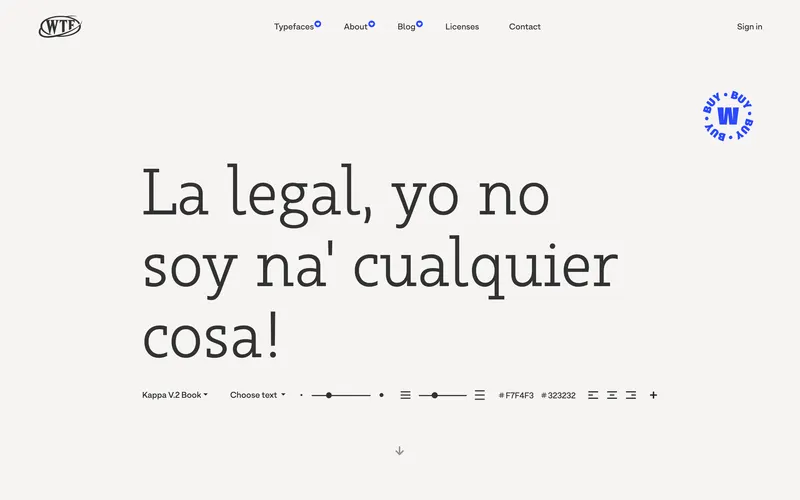 WTF
Typefaces
About
Blog
Licenses
Contact
Sign in
BUY • BUY • BUY • BUY •
W
La legal, yo no
soy na' cualquier
cosa!
Kappa V.2 Book
Choose text
# F7F4F3
# 323232